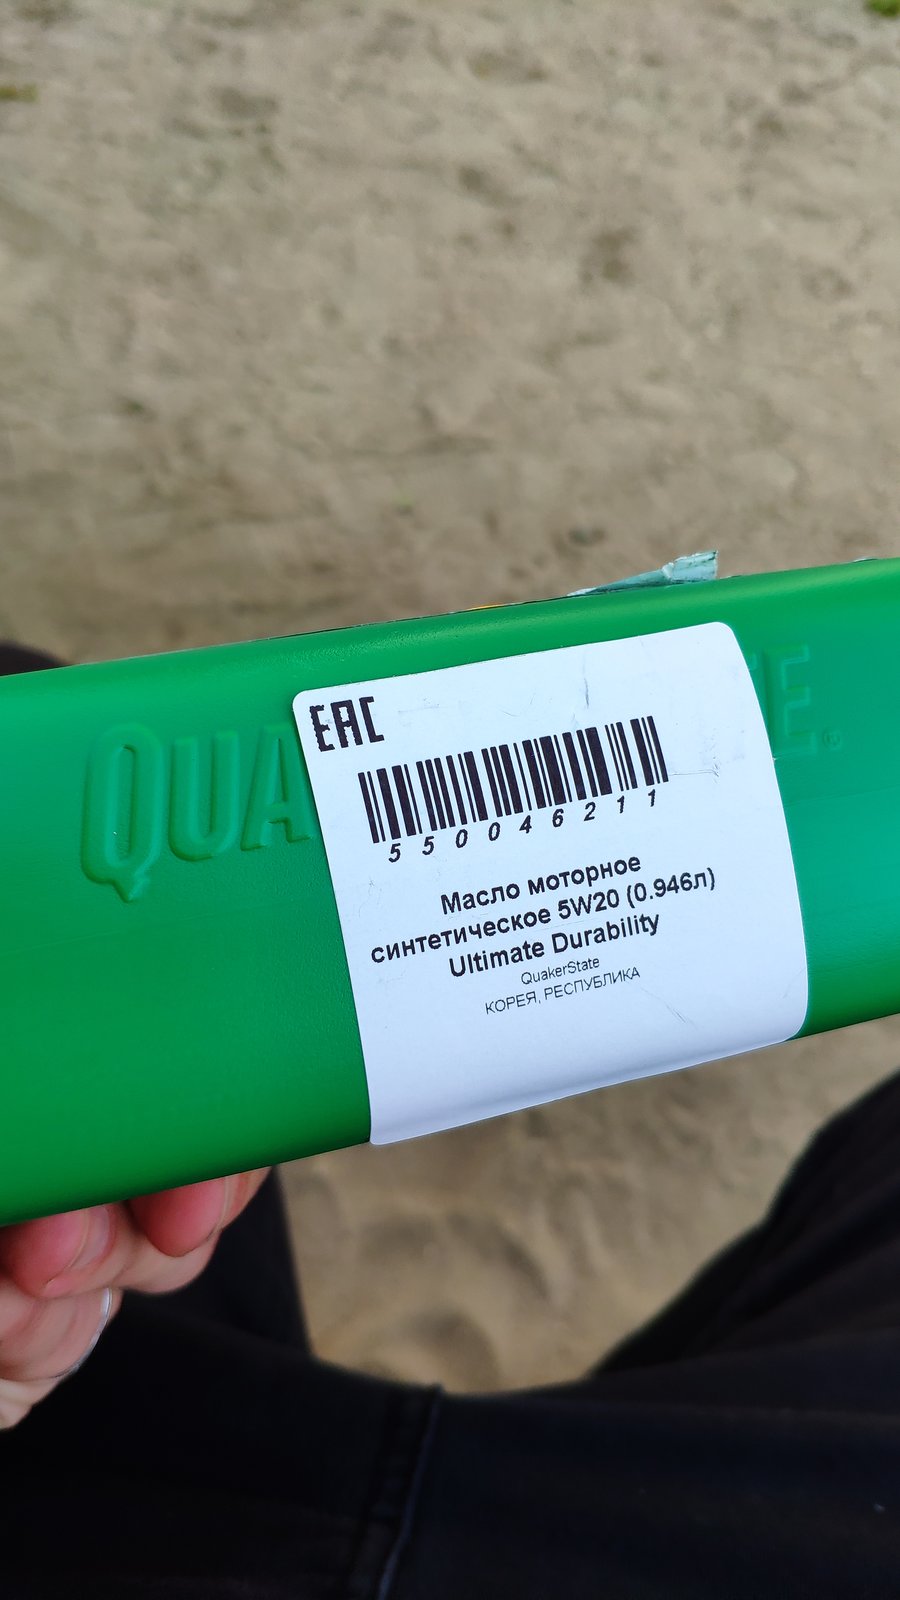 QUA
E
®
EAC
550046211
Масло моторное
синтетическое 5W20 (0.946л)
Ultimate Durability
QuakerState
КОРЕЯ, РЕСПУБЛИКА